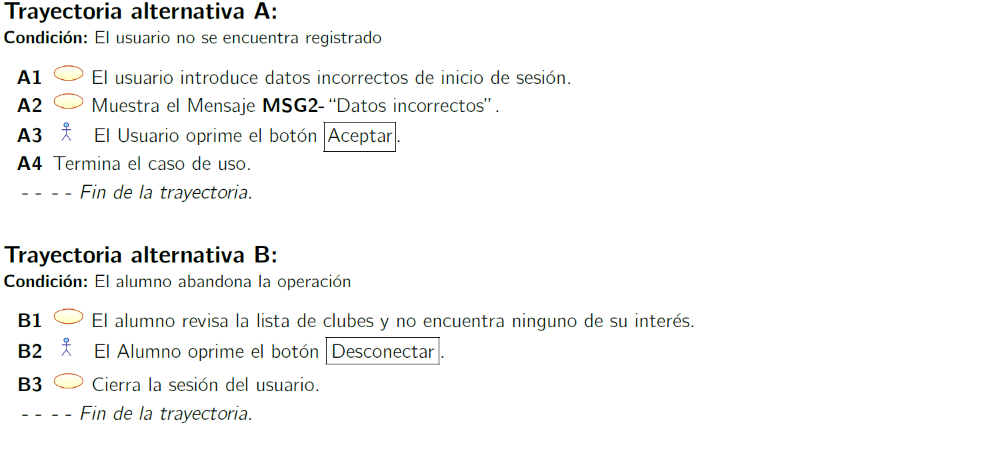 Trayectoria alternativa A:
Condición: El usuario no se encuentra registrado
A1 El usuario introduce datos incorrectos de inicio de sesión.
A2 Muestra el Mensaje MSG2- “Datos incorrectos”.
A3 El Usuario oprime el botón Aceptar.
A4 Termina el caso de uso.
- - - - Fin de la trayectoria.
Trayectoria alternativa B:
Condición: El alumno abandona la operación
B1 El alumno revisa la lista de clubes y no encuentra ninguno de su interés.
B2 El Alumno oprime el botón Desconectar.
B3 Cierra la sesión del usuario.
- - - - Fin de la trayectoria.